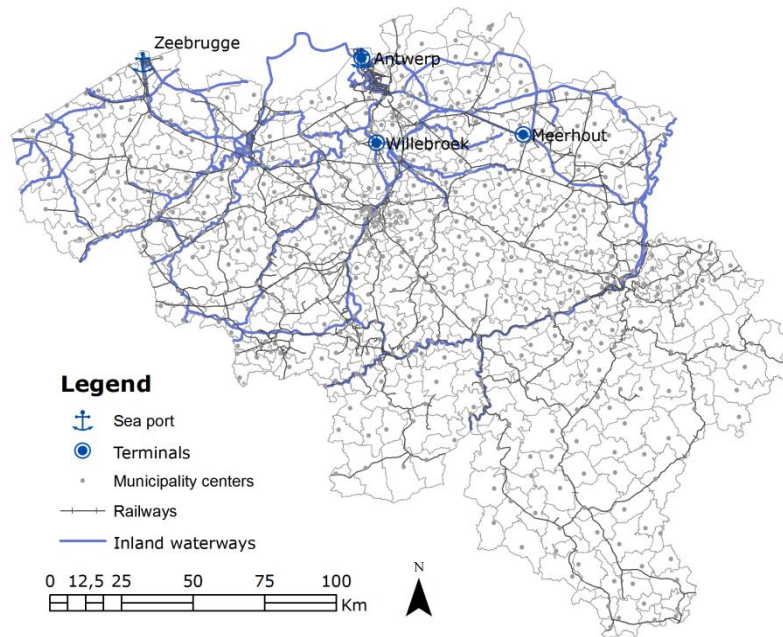 Zeebrugge
Antwerp
Willebroek
Meerhout
Legend
Sea port
Terminals
Municipality centers
Railways
Inland waterways
0 12,5 25 50 75 100
Km
N